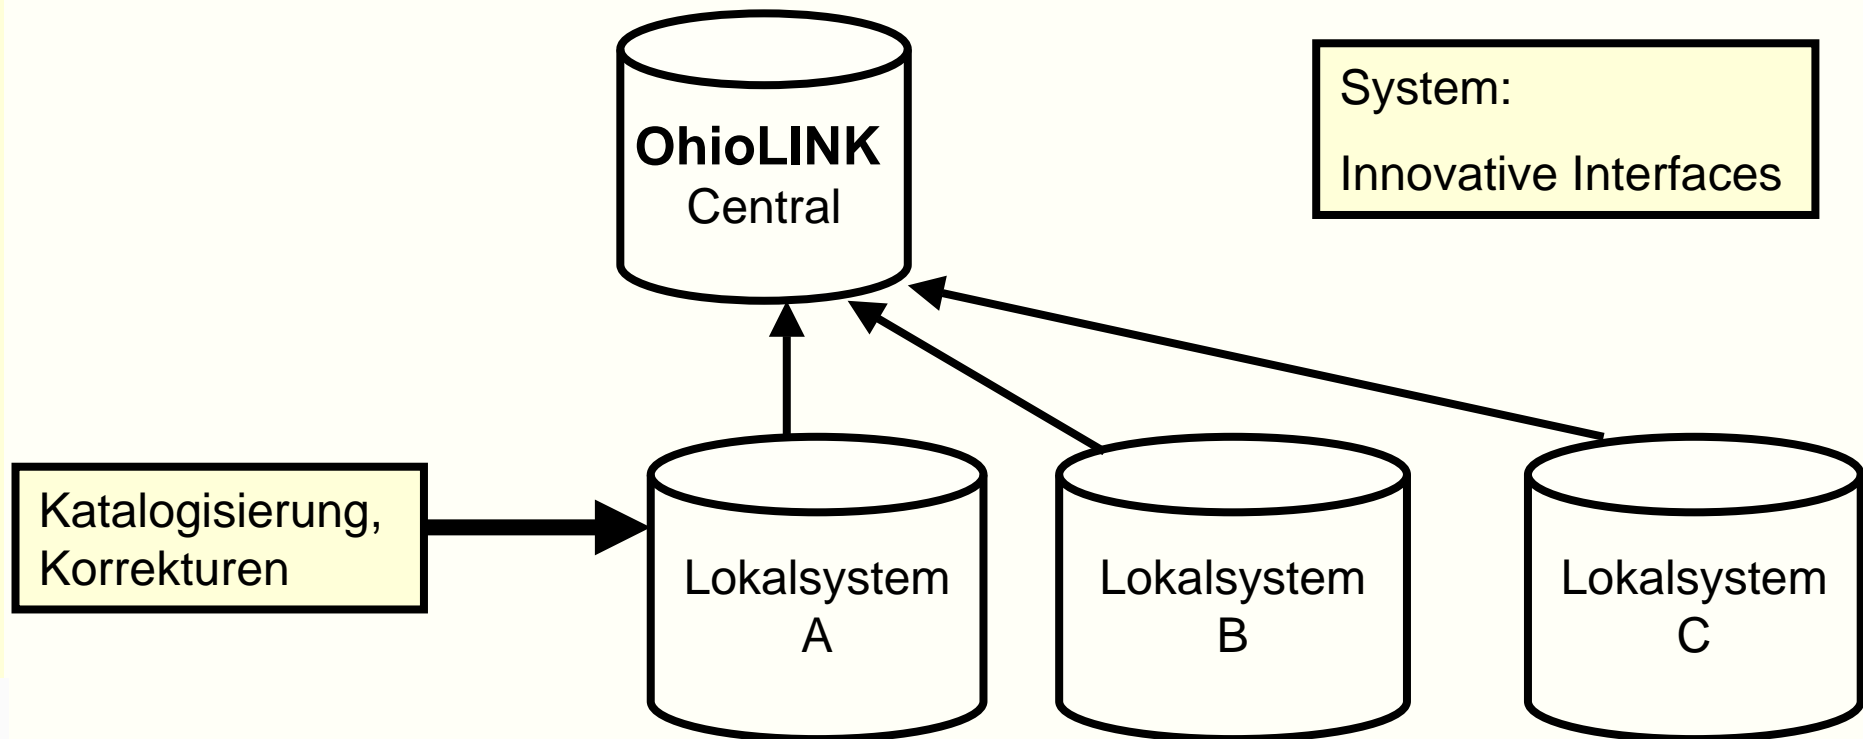 OhioLINK
Central
System:
Innovative Interfaces
Katalogisierung,
Korrekturen
Lokalsystem
A
Lokalsystem
B
Lokalsystem
C